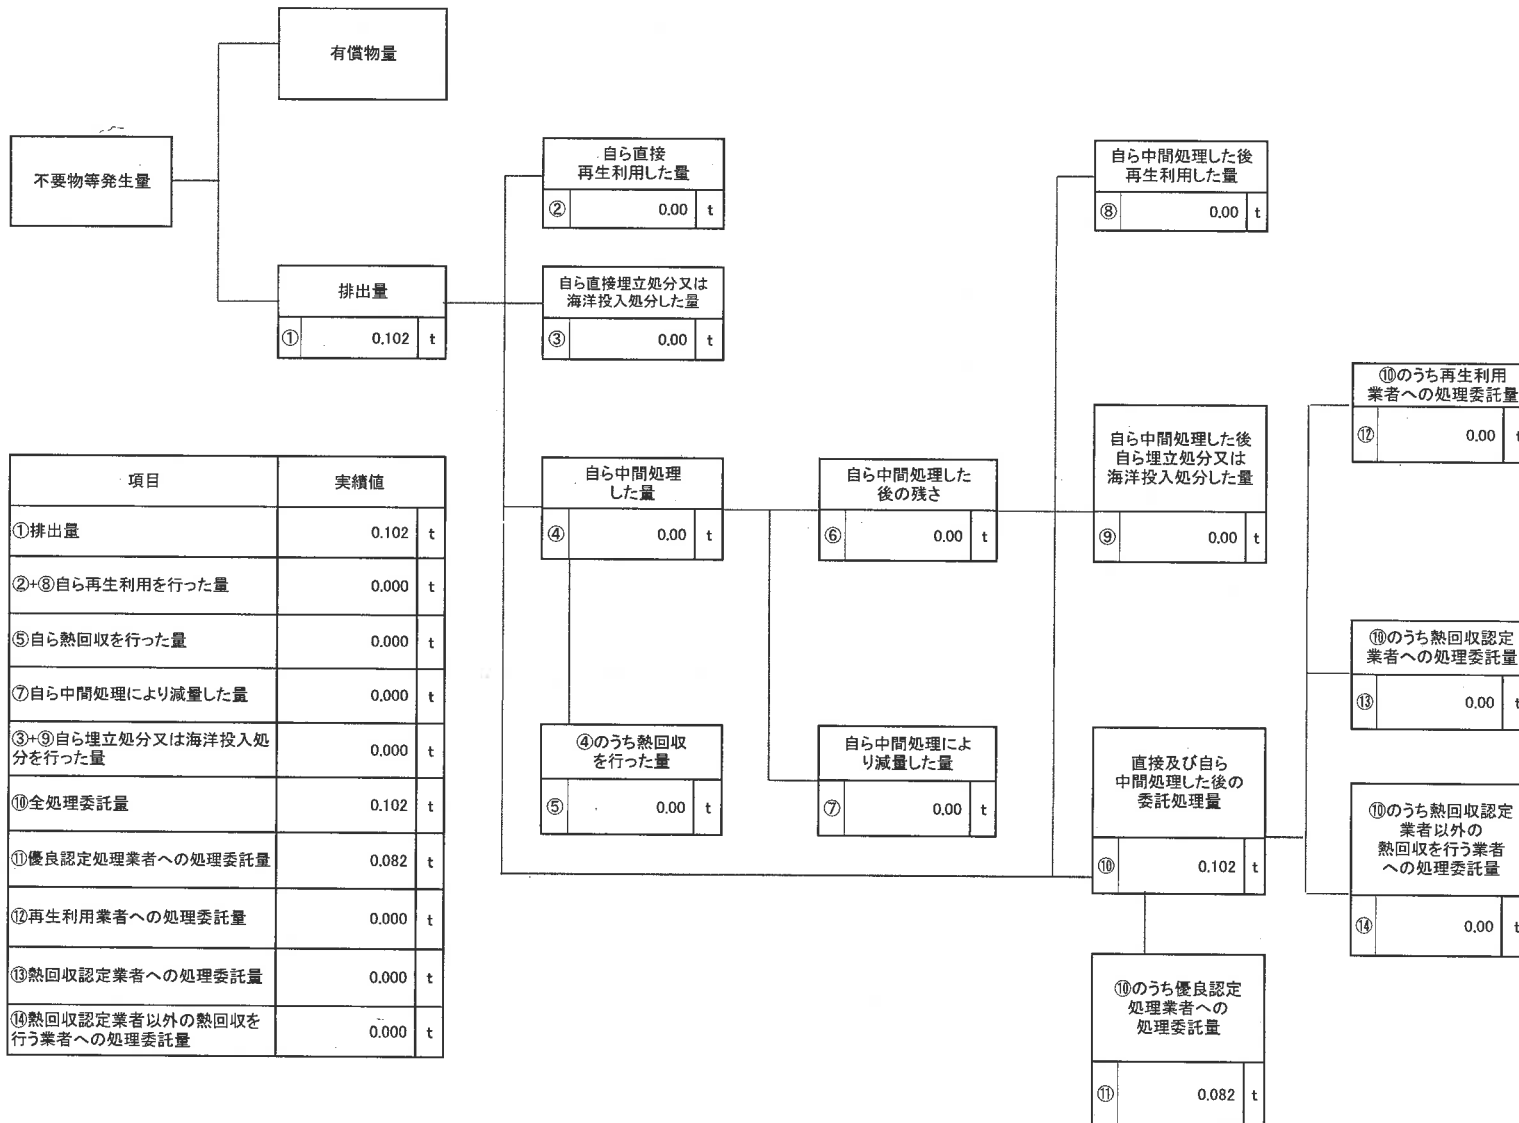 有償物量
不要物等発生量
排出量
① 0.102 t
自ら直接
再生利用した量
② 0.00 t
自ら直接埋立処分又は
海洋投入処分した量
③ 0.00 t
自ら中間処理
した量
④ 0.00 t
④のうち熱回収
を行った量
⑤ 0.00 t
自ら中間処理した
後の残さ
⑥ 0.00 t
自ら中間処理によ
り減量した量
⑦ 0.00 t
自ら中間処理した後
再生利用した量
⑧ 0.00 t
自ら中間処理した後
自ら埋立処分又は
海洋投入処分した量
⑨ 0.00 t
直接及び自ら
中間処理した後の
委託処理量
⑩ 0.102 t
⑩のうち優良認定
処理業者への
処理委託量
⑪ 0.082 t
⑩のうち再生利用
業者への処理委託量
⑫ 0.00 t
⑩のうち熱回収認定
業者への処理委託量
⑬ 0.00 t
⑩のうち熱回収認定
業者以外の
熱回収を行う業者
への処理委託量
⑭ 0.00 t
項目 実績値
①排出量 0.102 t
②+⑧自ら再生利用を行った量 0.000 t
⑤自ら熱回収を行った量 0.000 t
⑦自ら中間処理により減量した量 0.000 t
③+⑨自ら埋立処分又は海洋投入処
分を行った量 0.000 t
⑩全処理委託量 0.102 t
⑪優良認定処理業者への処理委託量 0.082 t
⑫再生利用業者への処理委託量 0.000 t
⑬熱回収認定業者への処理委託量 0.000 t
⑭熱回収認定業者以外の熱回収を
行う業者への処理委託量 0.000 t